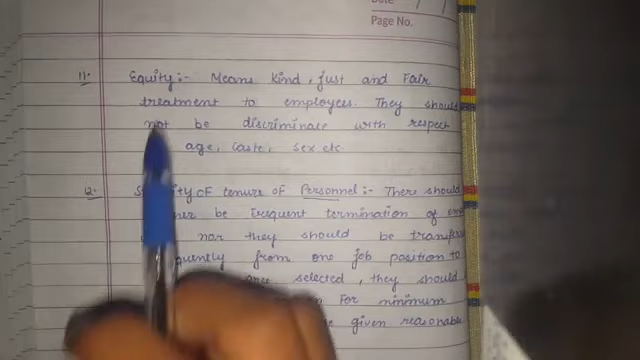 Page No.
11). Equity:- Means Kind, just and Fair
treatment to employees. They should
not be discriminate with respect
age, Caste, Sex etc
12. of tenure of Personnel:- There should
be frequent termination of
nor they should be
from one job position to
are selected, they should
For minimum
given reasonable